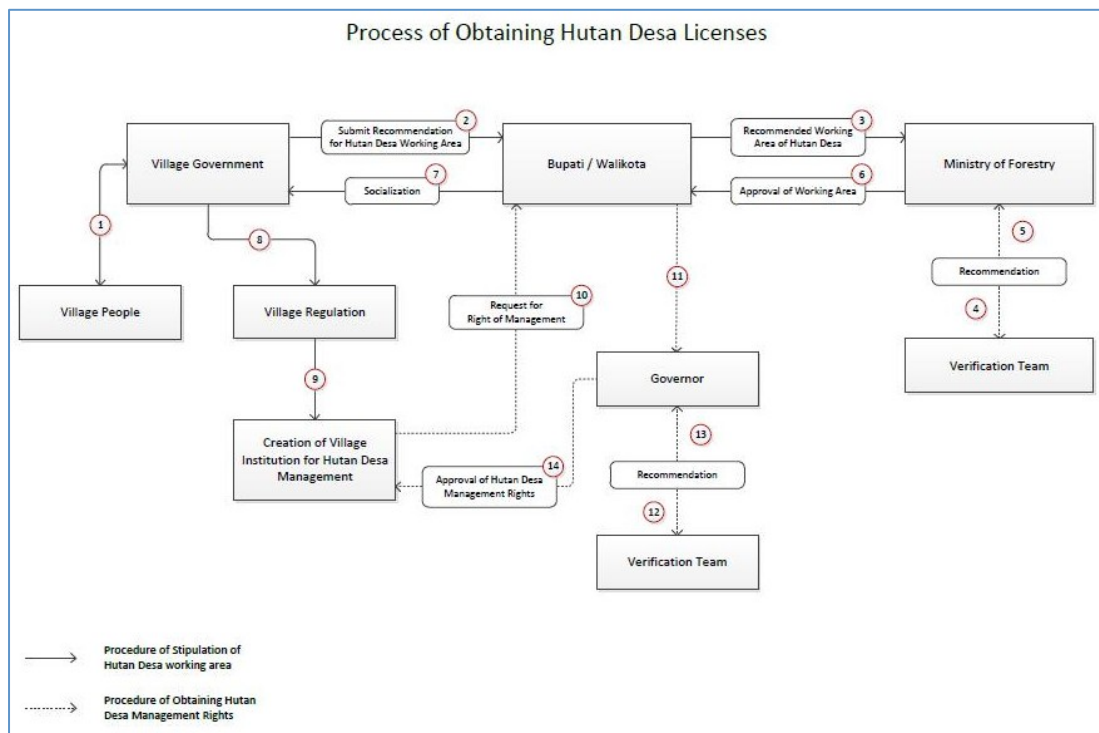 Process of Obtaining Hutan Desa Licenses
2
3
Submit Recommendation
for Hutan Desa Working Area
Recommended Working
Area of Hutan Desa
Village Government
Bupati / Walikota
Ministry of Forestry
7
6
Socialization
Approval of Working Area
1
8
5
11
Recommendation
10
Request for
Right of Management
Village People
Village Regulation
4
Verification Team
9
Governor
Creation of Village
Institution for Hutan Desa
Management
13
14
Approval of Hutan Desa
Management Rights
Recommendation
12
Verification Team
Procedure of Stipulation of
Hutan Desa working area
Procedure of Obtaining Hutan
Desa Management Rights